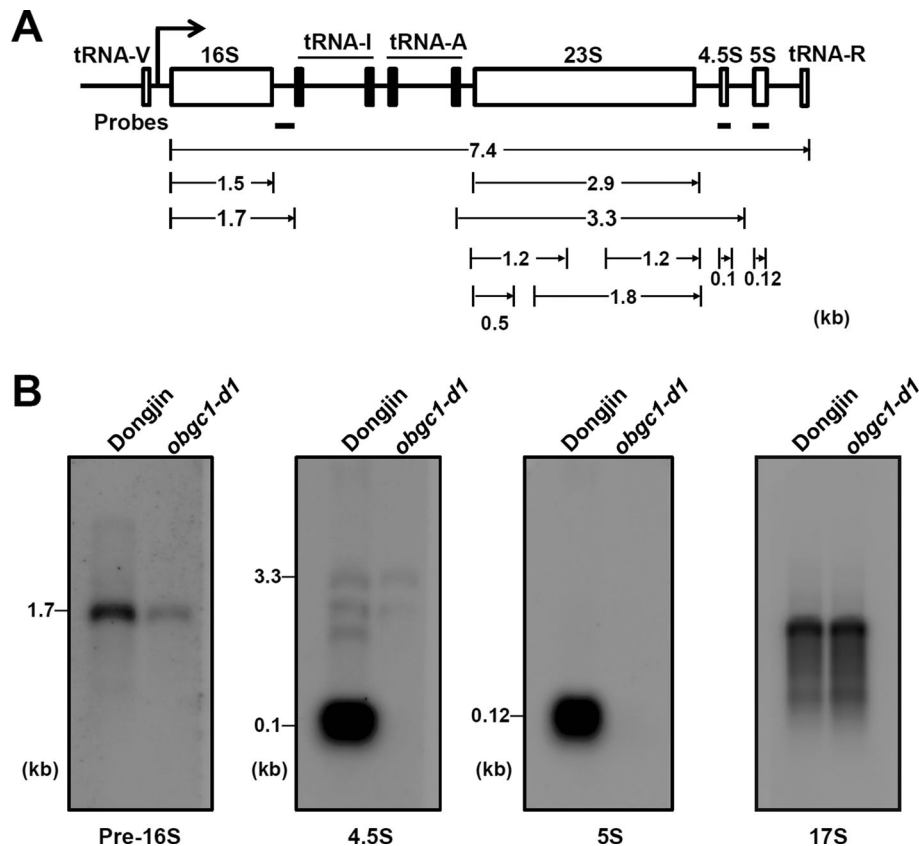 A
tRNA-V
16S
tRNA-I
tRNA-A
23S
4.5S
5S
tRNA-R
Probes
7.4
1.5
2.9
1.7
3.3
1.2
1.2
0.1
0.12
0.5
1.8
(kb)
B
Dongjin
obgc1-d1
Dongjin
obgc1-d1
Dongjin
obgc1-d1
Dongjin
obgc1-d1
1.7
3.3
0.1
0.12
(kb)
(kb)
(kb)
Pre-16S
4.5S
5S
17S